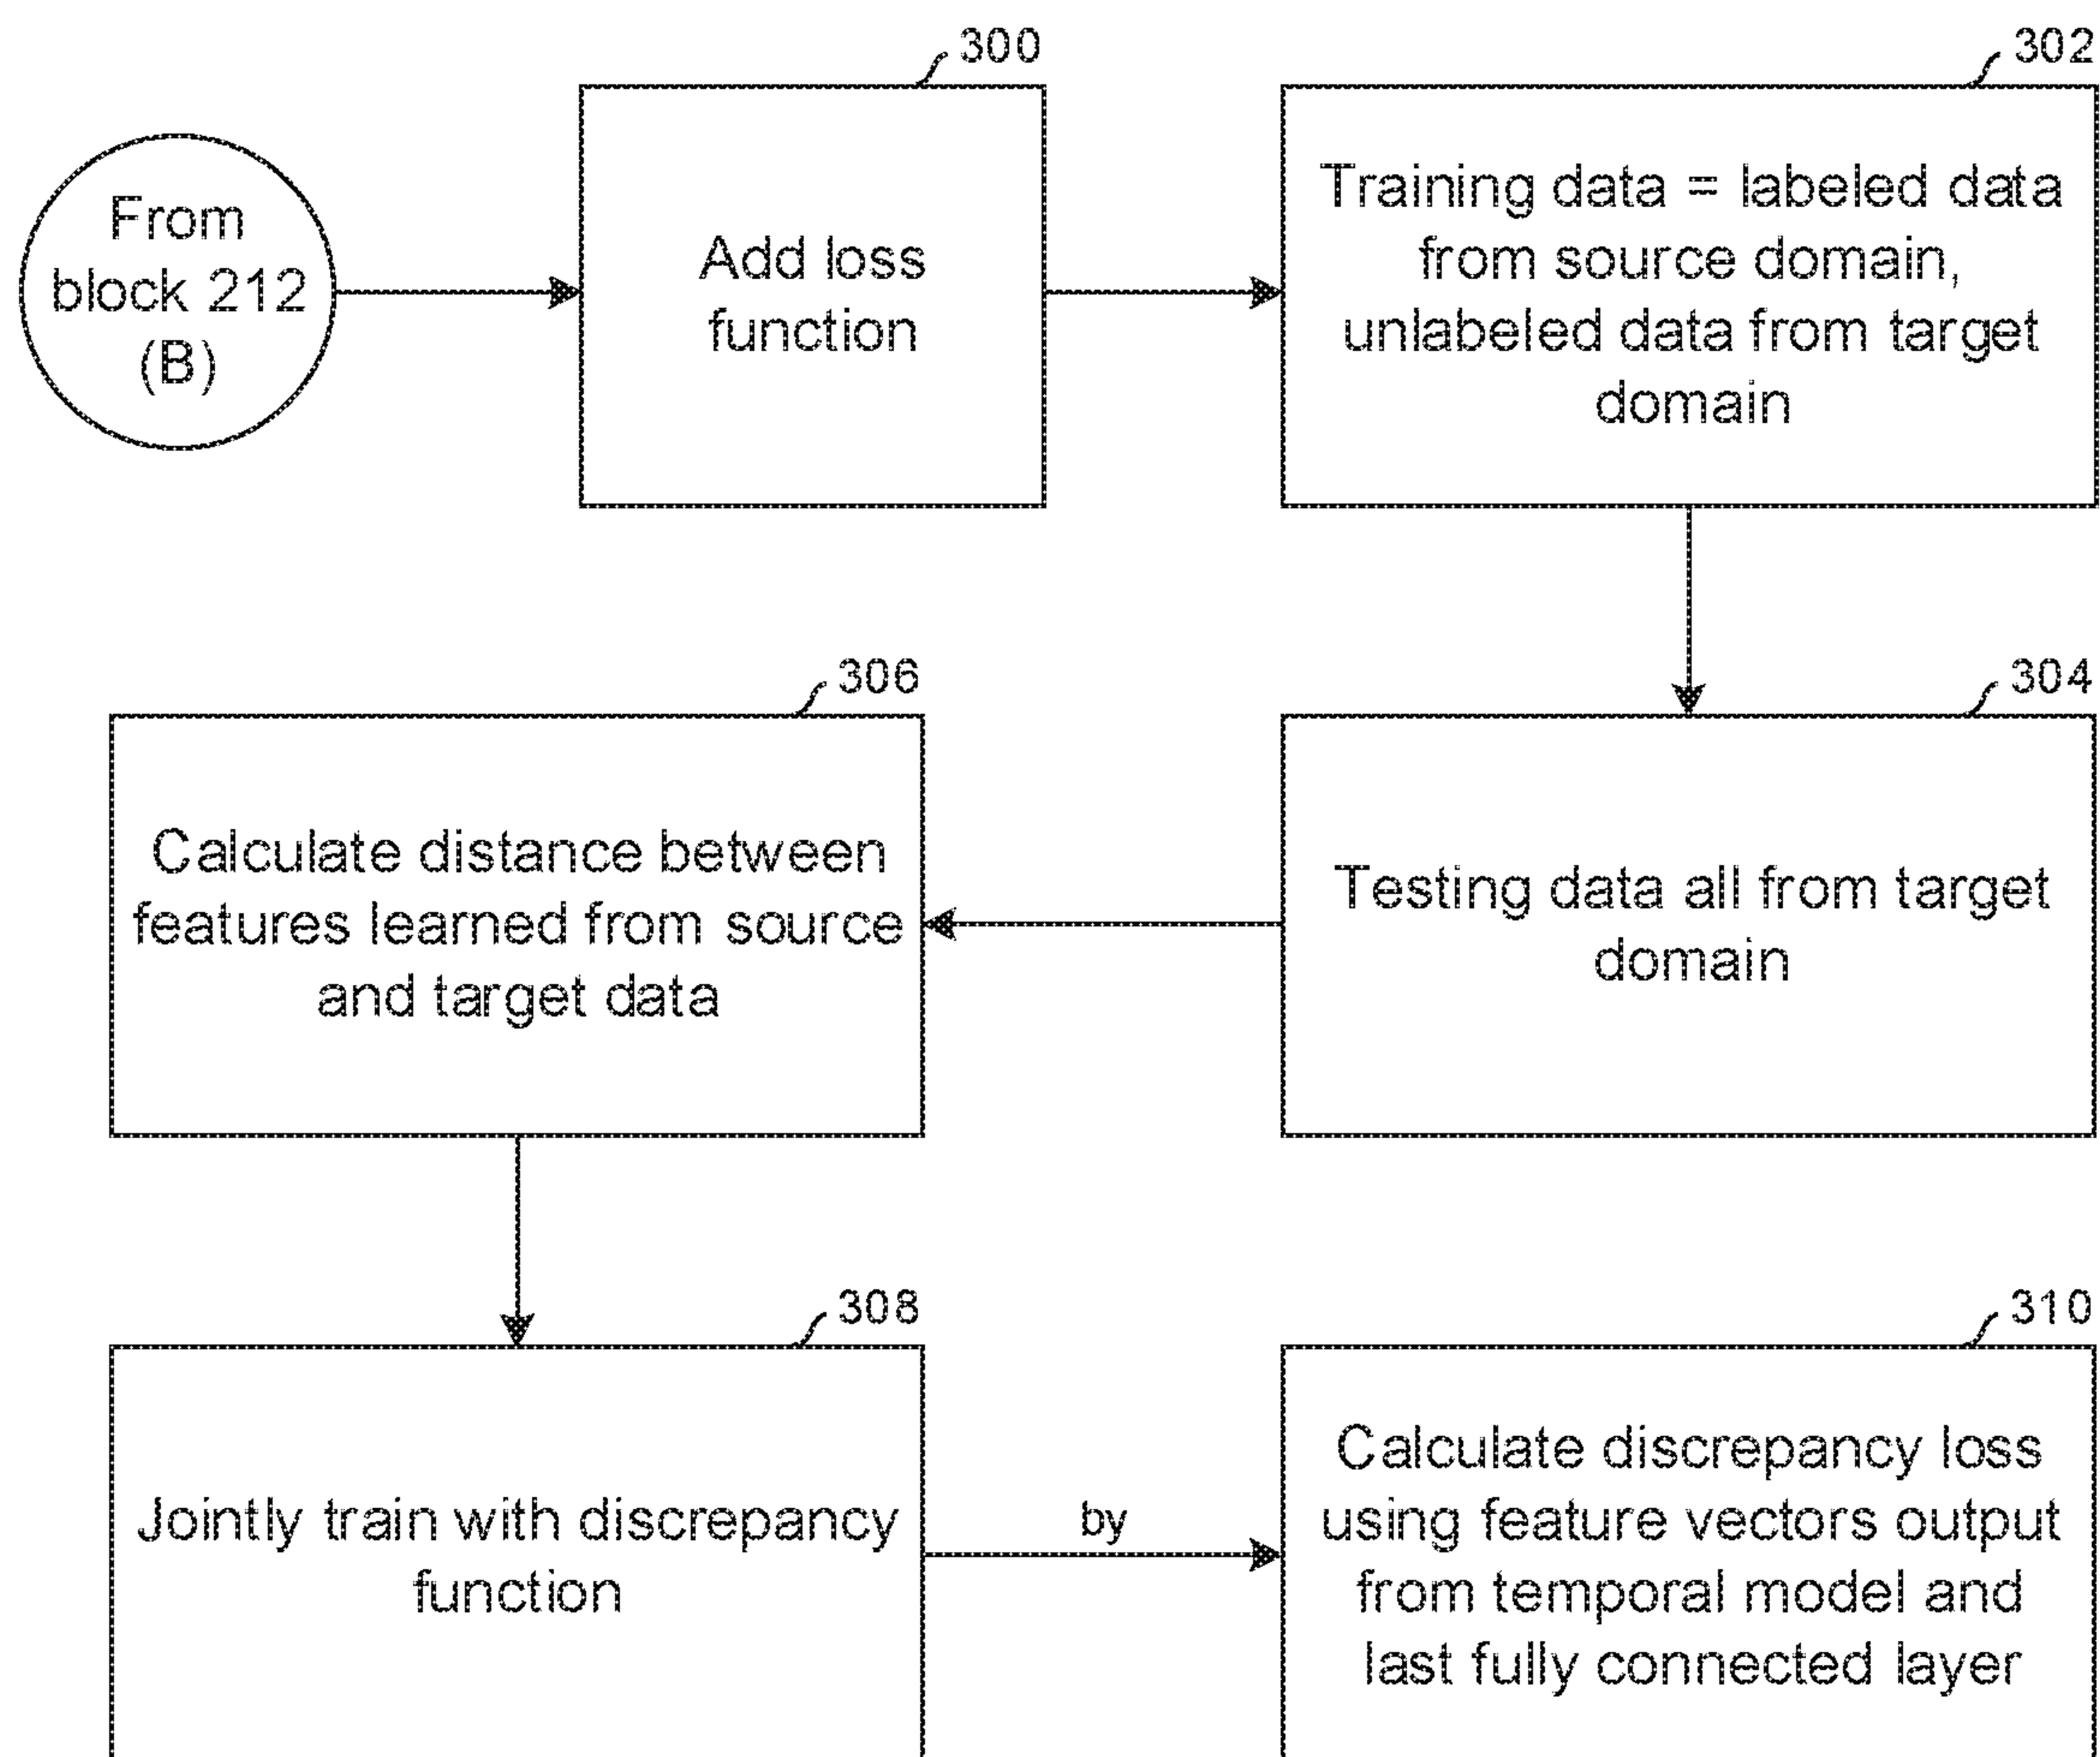 300
302
From
block 212
(B)
Add loss
function
Training data = labeled data
from source domain,
unlabeled data from target
domain
306
304
Calculate distance between
features learned from source
and target data
Testing data all from target
domain
308
310
Jointly train with discrepancy
function
by
Calculate discrepancy loss
using feature vectors output
from temporal model and
last fully connected layer